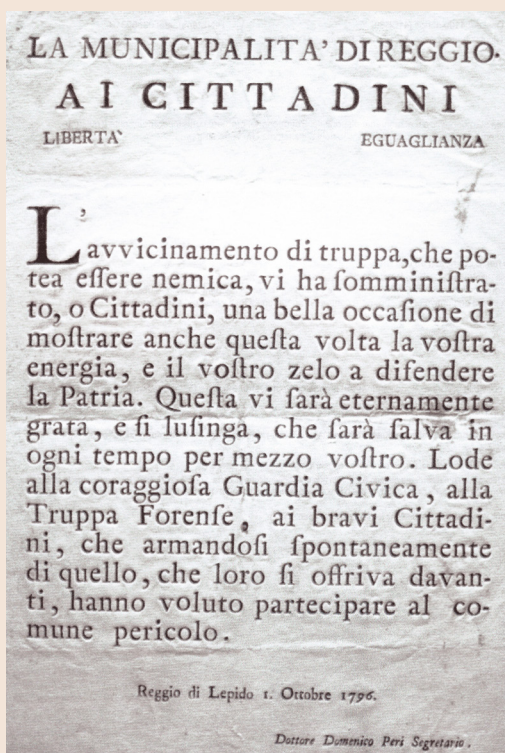 LA MUNICIPALITA' DI REGGIO.
AI CITTADINI
LIBERTA' EGUAGLIANZA
L'avvicinamento di truppa, che po-
tea eſſere nemica, vi ha ſomminiſtra-
to, o Cittadini, una bella occaſione di
moſtrare anche queſta volta la voſtra
energia, e il voſtro zelo a difendere
la Patria. Queſta vi ſarà eternamente
grata, e ſi luſinga, che ſarà ſalva in
ogni tempo per mezzo voſtro. Lode
alla coraggioſa Guardia Civica, alla
Truppa Forenſe, ai bravi Cittadi-
ni, che armandoſi ſpontaneamente
di quello, che loro ſi offriva davan-
ti, hanno voluto partecipare al co-
mune pericolo.
Reggio di Lepido 1. Ottobre 1796.
Dottore Domenico Peri Segretario.